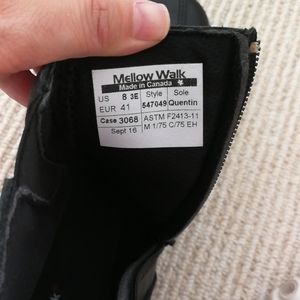 Mellow Walk
Made in Canada
US 8 3E Style Sole
EUR 41 547049 Quentin
Case 3068 ASTM F2413-11
Sept 16 M 1/75 C/75 EH